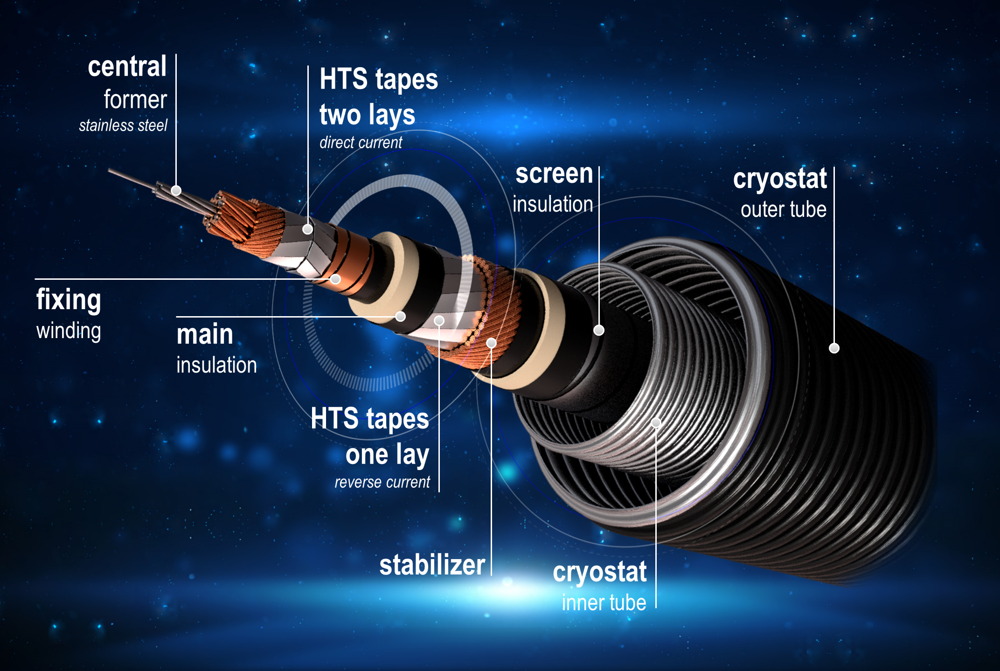 central
former
stainless steel
HTS tapes
two lays
direct current
screen
insulation
cryostat
outer tube
fixing
winding
main
insulation
HTS tapes
one lay
reverse current
stabilizer
cryostat
inner tube